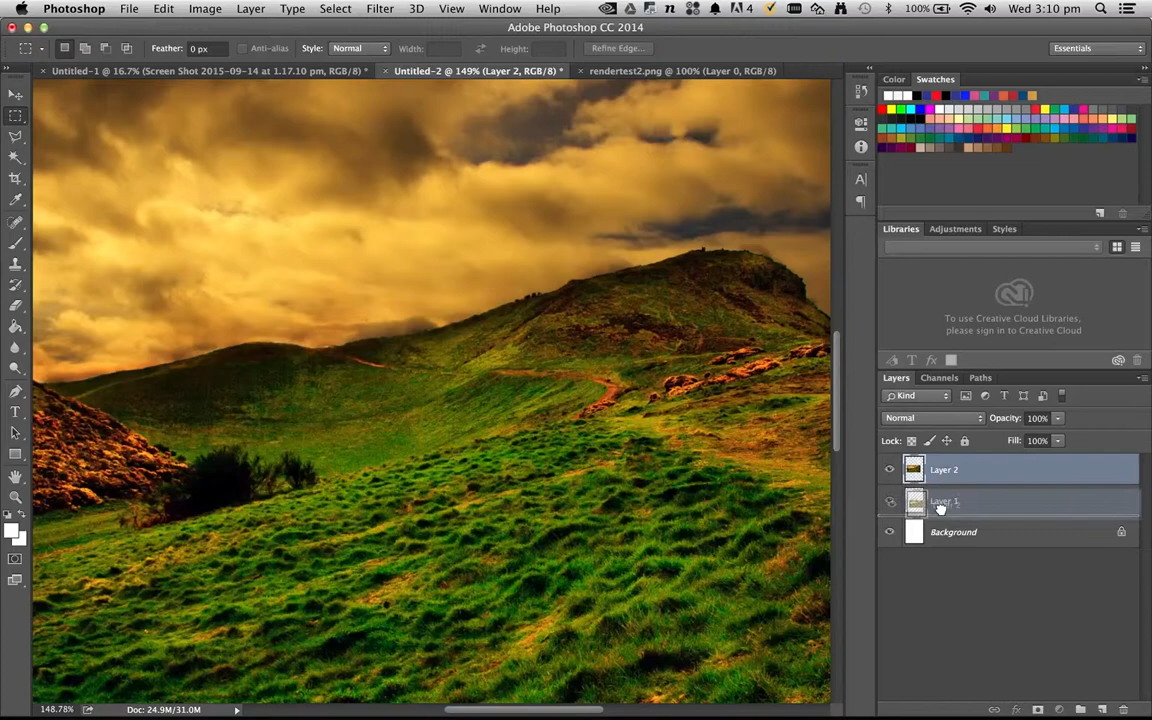 Photoshop File Edit Image Layer Type Select Filter 3D View Window Help 4 100% Wed 3:10 pm
Adobe Photoshop CC 2014
Feather: 0 px Anti-alias Style: Normal Width: Height: Refine Edge... Essentials
Untitled-1 @ 16.7% (Screen Shot 2015-09-14 at 1.17.10 pm, RGB/8) * Untitled-2 @ 149% (Layer 2, RGB/8) * rendertest2.png @ 100% (Layer 0, RGB/8)
Color Swatches
Libraries Adjustments Styles
To use Creative Cloud Libraries,
please sign in to Creative Cloud
Layers Channels Paths
Kind
Normal Opacity: 100%
Lock: Fill: 100%
Layer 2
Layer 1
Background
148.78% Doc: 24.9M/31.0M